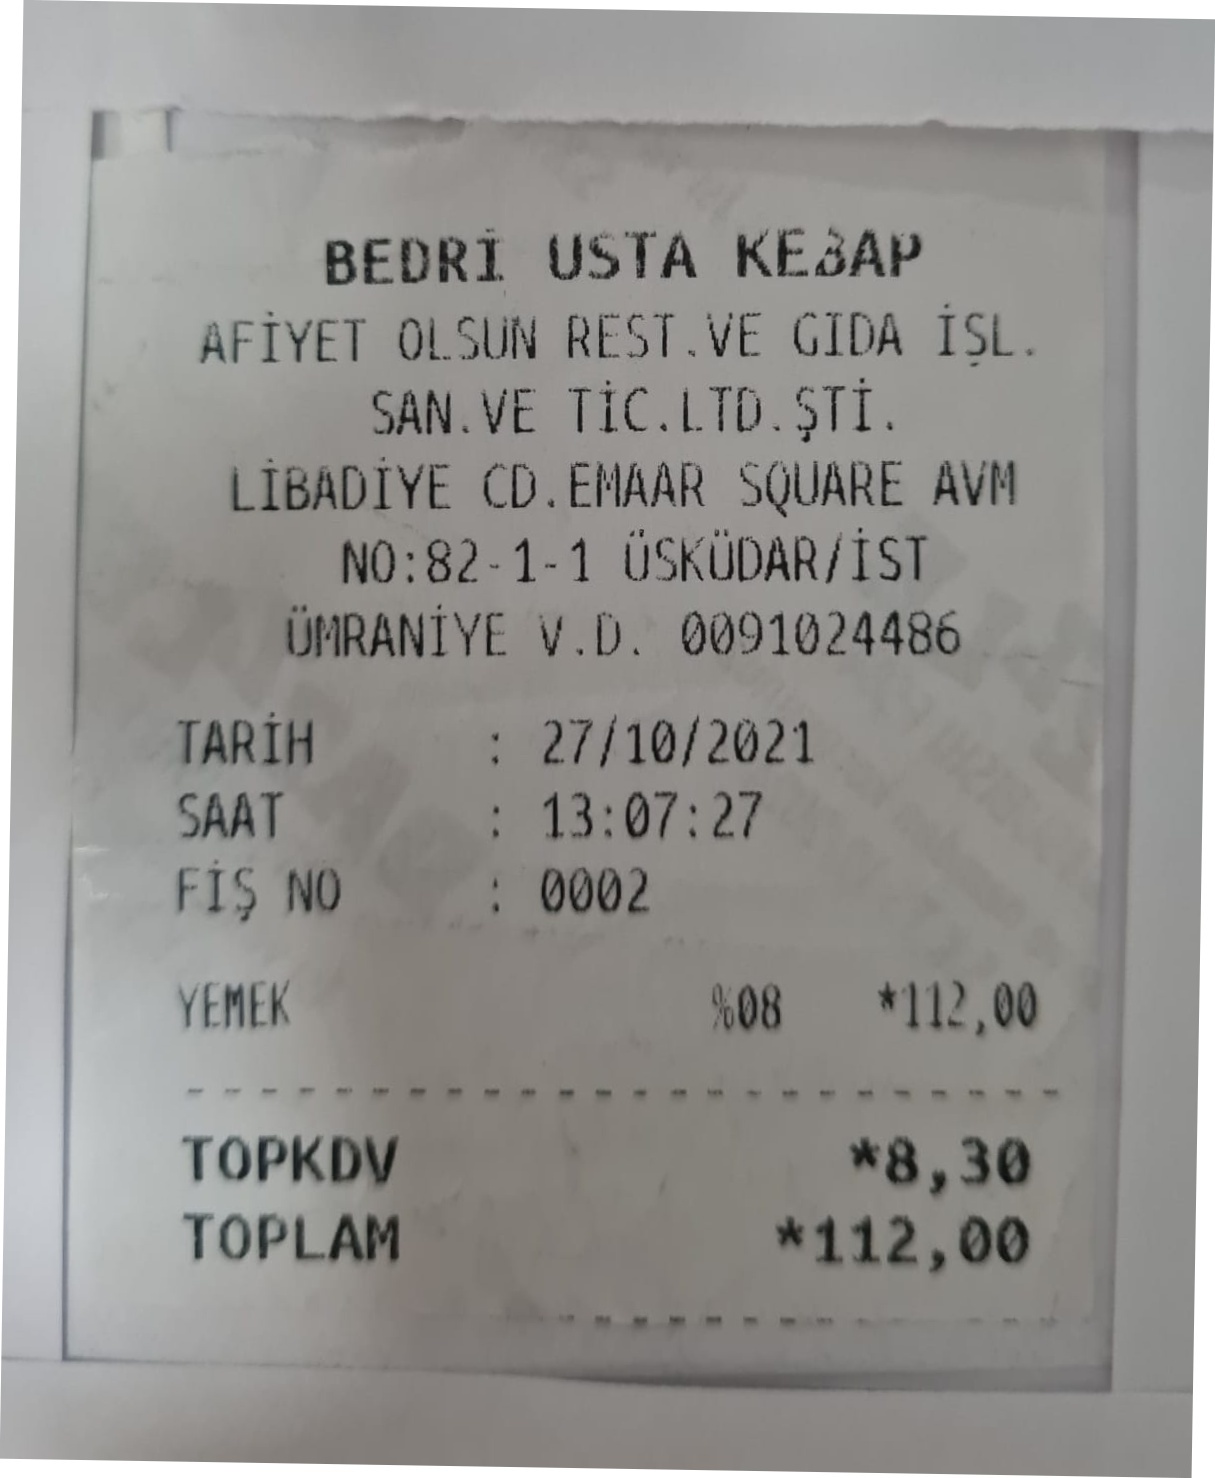 BEDRİ USTA KEBAP
AFİYET OLSUN REST.VE GIDA İŞL.
SAN.VE TİC.LTD.ŞTİ.
LİBADİYE CD.EMAAR SQUARE AVM
NO:82-1-1 ÜSKÜDAR/İST
ÜMRANİYE V.D. 0091024486
TARİH : 27/10/2021
SAAT : 13:07:27
FİŞ NO : 0002
YEMEK %08 *112,00
TOPKDV *8,30
TOPLAM *112,00